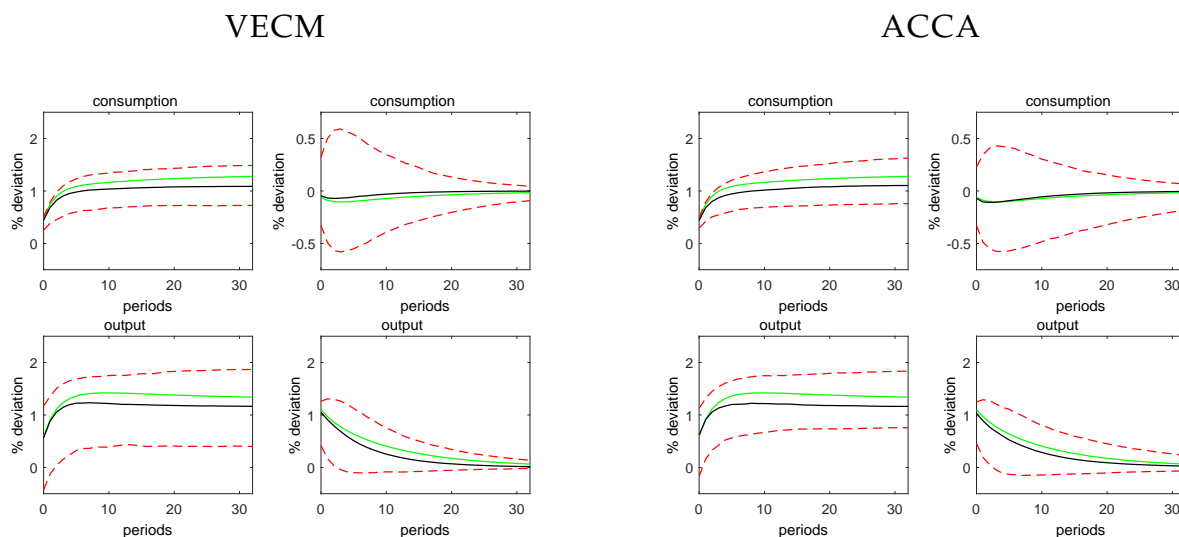 VECM
ACCA
consumption
consumption
consumption
consumption
% deviation
2
1
0
0 10 20 30
periods
% deviation
0.5
0
-0.5
0 10 20 30
periods
% deviation
2
1
0
0 10 20 30
periods
% deviation
0.5
0
-0.5
0 10 20 30
periods
output
output
output
output
% deviation
2
1
0
0 10 20 30
periods
% deviation
2
1
0
0 10 20 30
periods
% deviation
2
1
0
0 10 20 30
periods
% deviation
2
1
0
0 10 20 30
periods